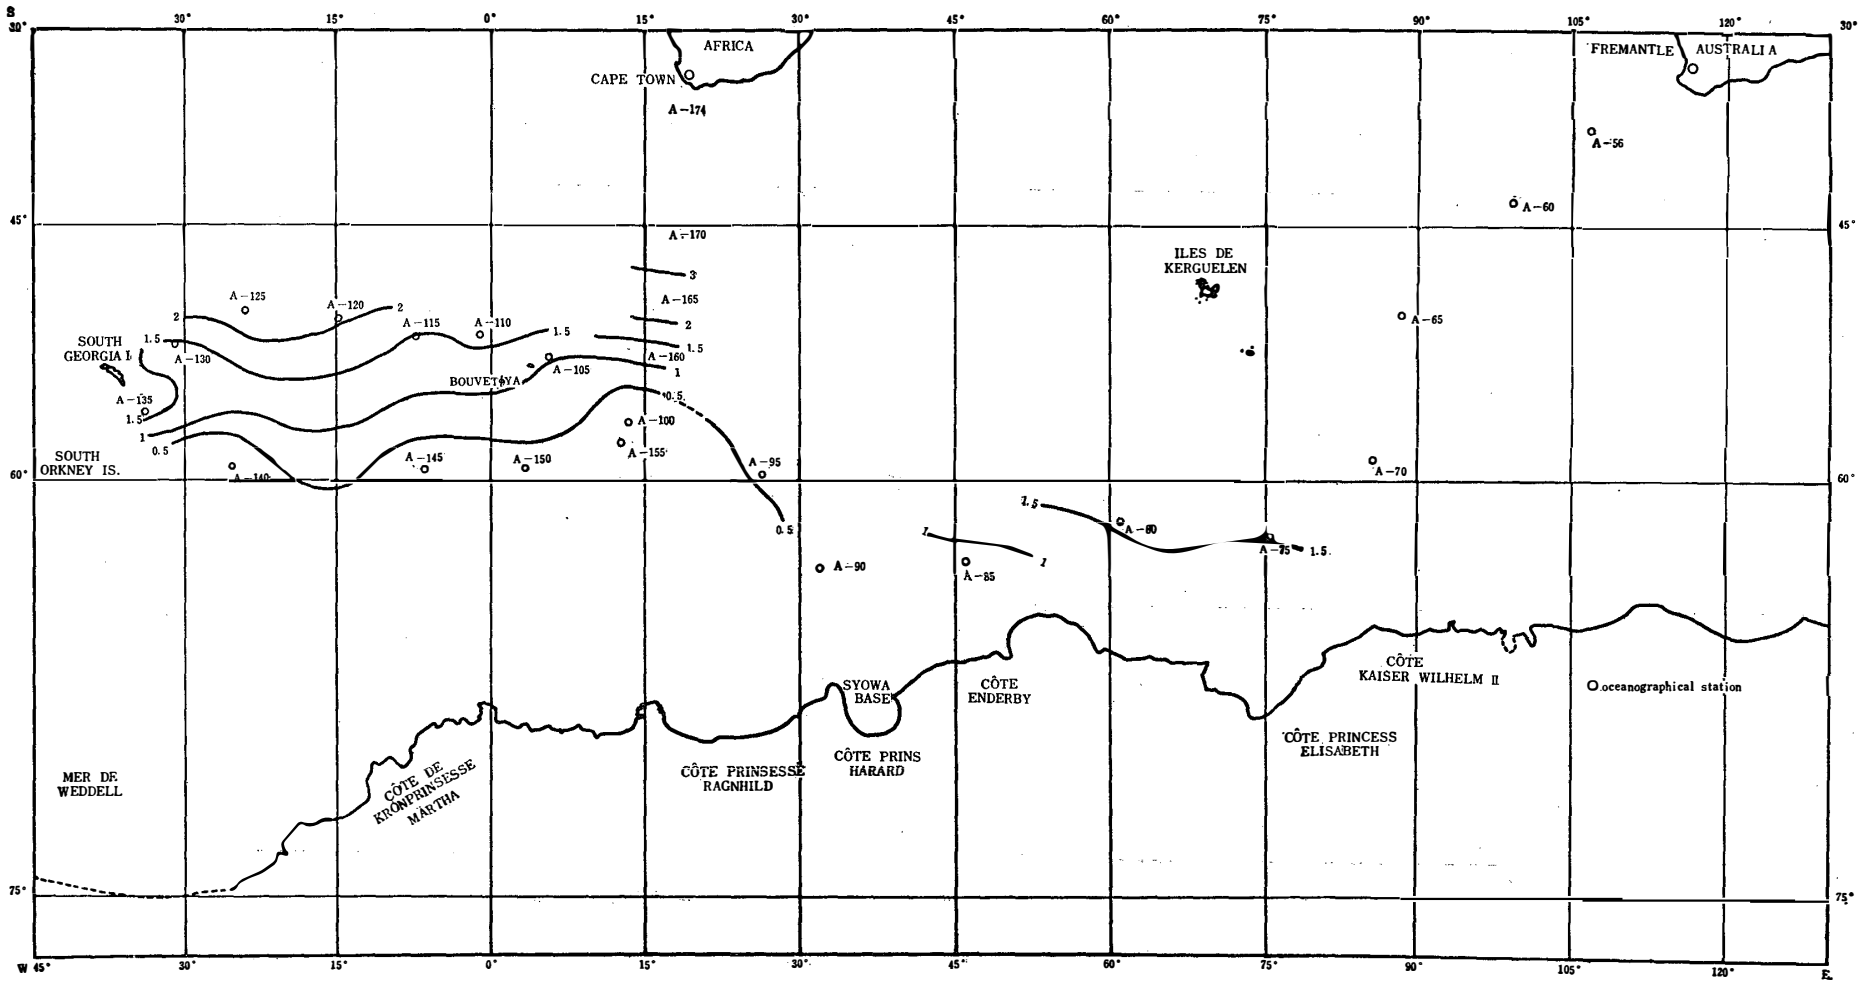 S
30° 15° 0° 15° 30° 45° 60° 75° 90° 105° 120°
30° 30°
AFRICA
CAPE TOWN
A-174
FREMANTLE AUSTRALIA
A-56
A-60
45° 45°
A-170
ILES DE
KERGUELEN
3
A-125
A-120
2
2
A-165
A-115
A-110
1.5
2
A-65
SOUTH
GEORGIA I.
1.5
A-130
1.5
A-160
A-105
1
BOUVETØYA
A-135
0.5
1.5
1
A-100
0.5
A-155
SOUTH
ORKNEY IS.
A-145
A-150
A-95
A-70
60° 60°
A-140
1.5
0.5
A-80
1
A-75
1.5
1
A-90
A-85
SYOWA
BASE
CÔTE
ENDERBY
CÔTE
KAISER WILHELM II
oceanographical station
CÔTE PRINCESS
ELISABETH
CÔTE PRINS
HARARD
CÔTE PRINSESSE
RAGNHILD
MER DE
WEDDELL
CÔTE DE
KRONPRINSESSE
MÄRTHA
75° 75°
W 45° 30° 15° 0° 15° 30° 45° 60° 75° 90° 105° 120° E